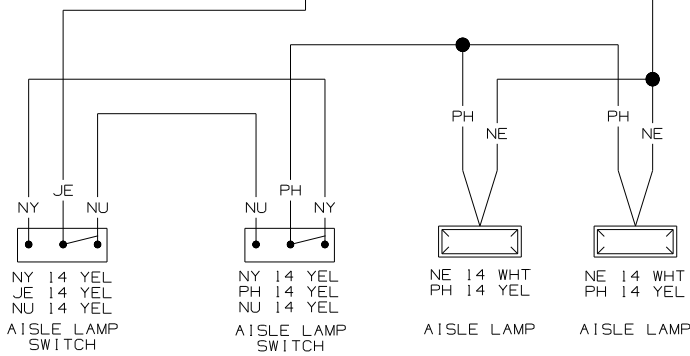 PH
NE
PH
NE
NY
JE
NU
NU
PH
NY
NY 14 YEL
JE 14 YEL
NU 14 YEL
AISLE LAMP
SWITCH
NY 14 YEL
PH 14 YEL
NU 14 YEL
AISLE LAMP
SWITCH
NE 14 WHT
PH 14 YEL
AISLE LAMP
NE 14 WHT
PH 14 YEL
AISLE LAMP